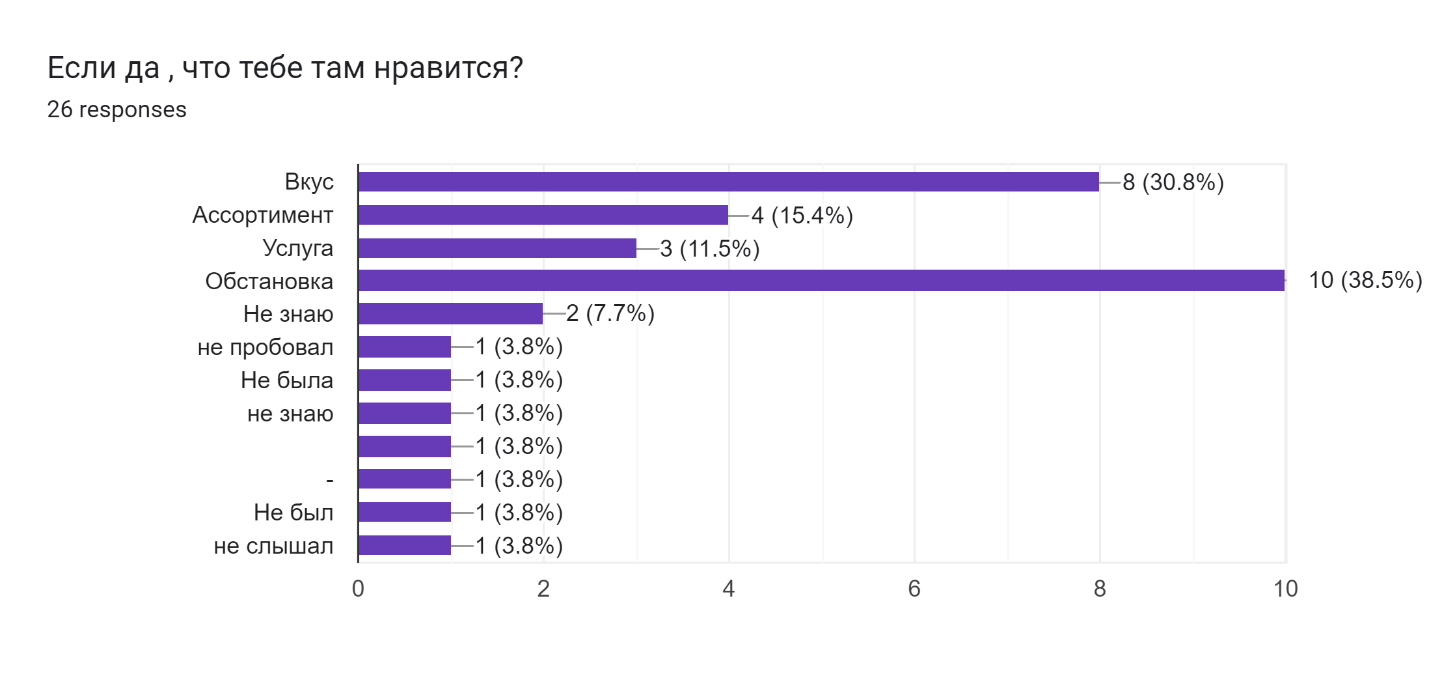 Если да , что тебе там нравится?
26 responses
Вкус 8 (30.8%)
Ассортимент 4 (15.4%)
Услуга 3 (11.5%)
Обстановка 10 (38.5%)
Не знаю 2 (7.7%)
не пробовал 1 (3.8%)
Не была 1 (3.8%)
не знаю 1 (3.8%)
1 (3.8%)
- 1 (3.8%)
Не был 1 (3.8%)
не слышал 1 (3.8%)
0 2 4 6 8 10